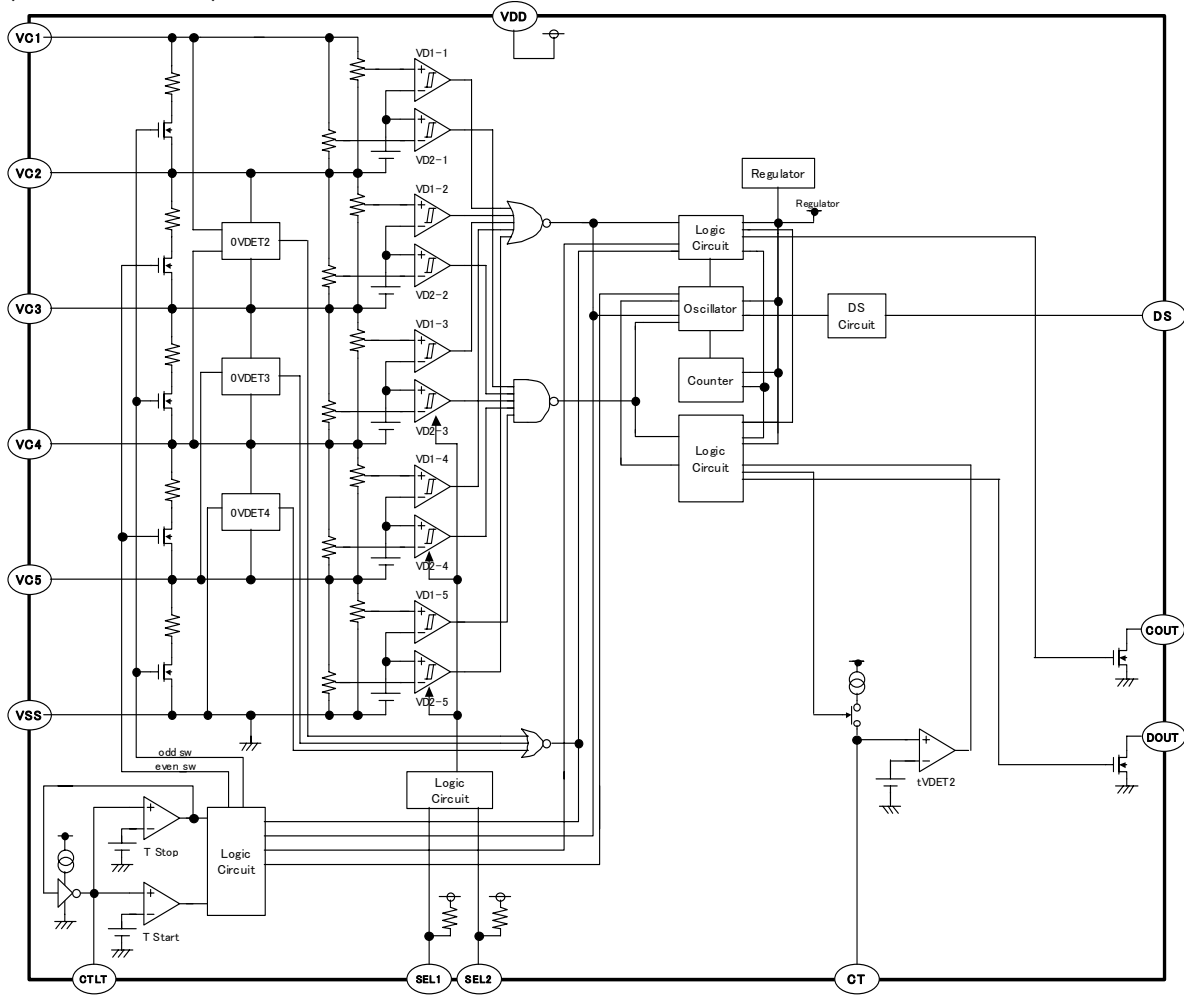 VDD
VC1
VD1-1
VD2-1
VC2
VD1-2
Regulator
Regulator
0VDET2
Logic
Circuit
VD2-2
VC3
Oscillator
DS
Circuit
DS
VD1-3
0VDET3
Counter
VD2-3
VC4
Logic
Circuit
VD1-4
0VDET4
VD2-4
VC5
VD1-5
COUT
VD2-5
VSS
DOUT
odd sw
even sw
Logic
Circuit
tVDET2
T Stop
Logic
Circuit
T Start
CTLT
SEL1
SEL2
CT